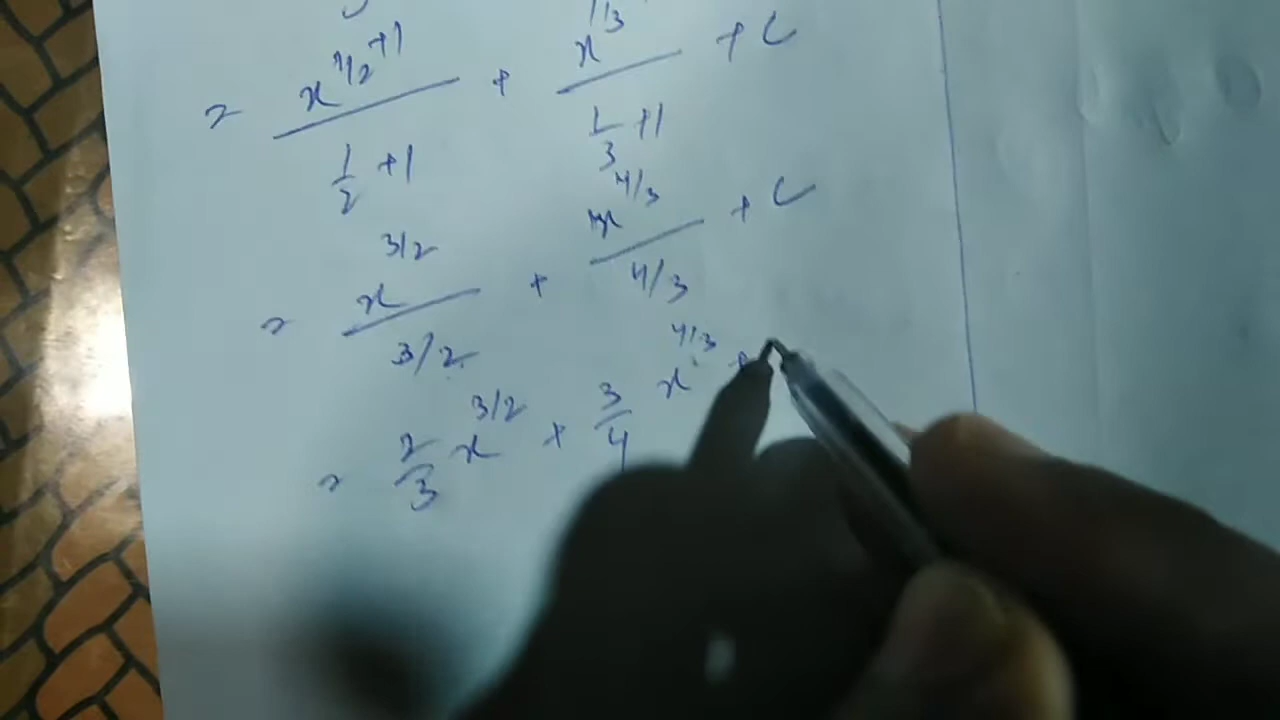 = x^(1/2+1) / (1/2 +1) + x^(1/3) / (1/3 +1) + C
= x^(3/2) / (3/2) + x^(4/3) / (4/3) + C
= 2/3 x^(3/2) + 3/4 x^(4/3) +